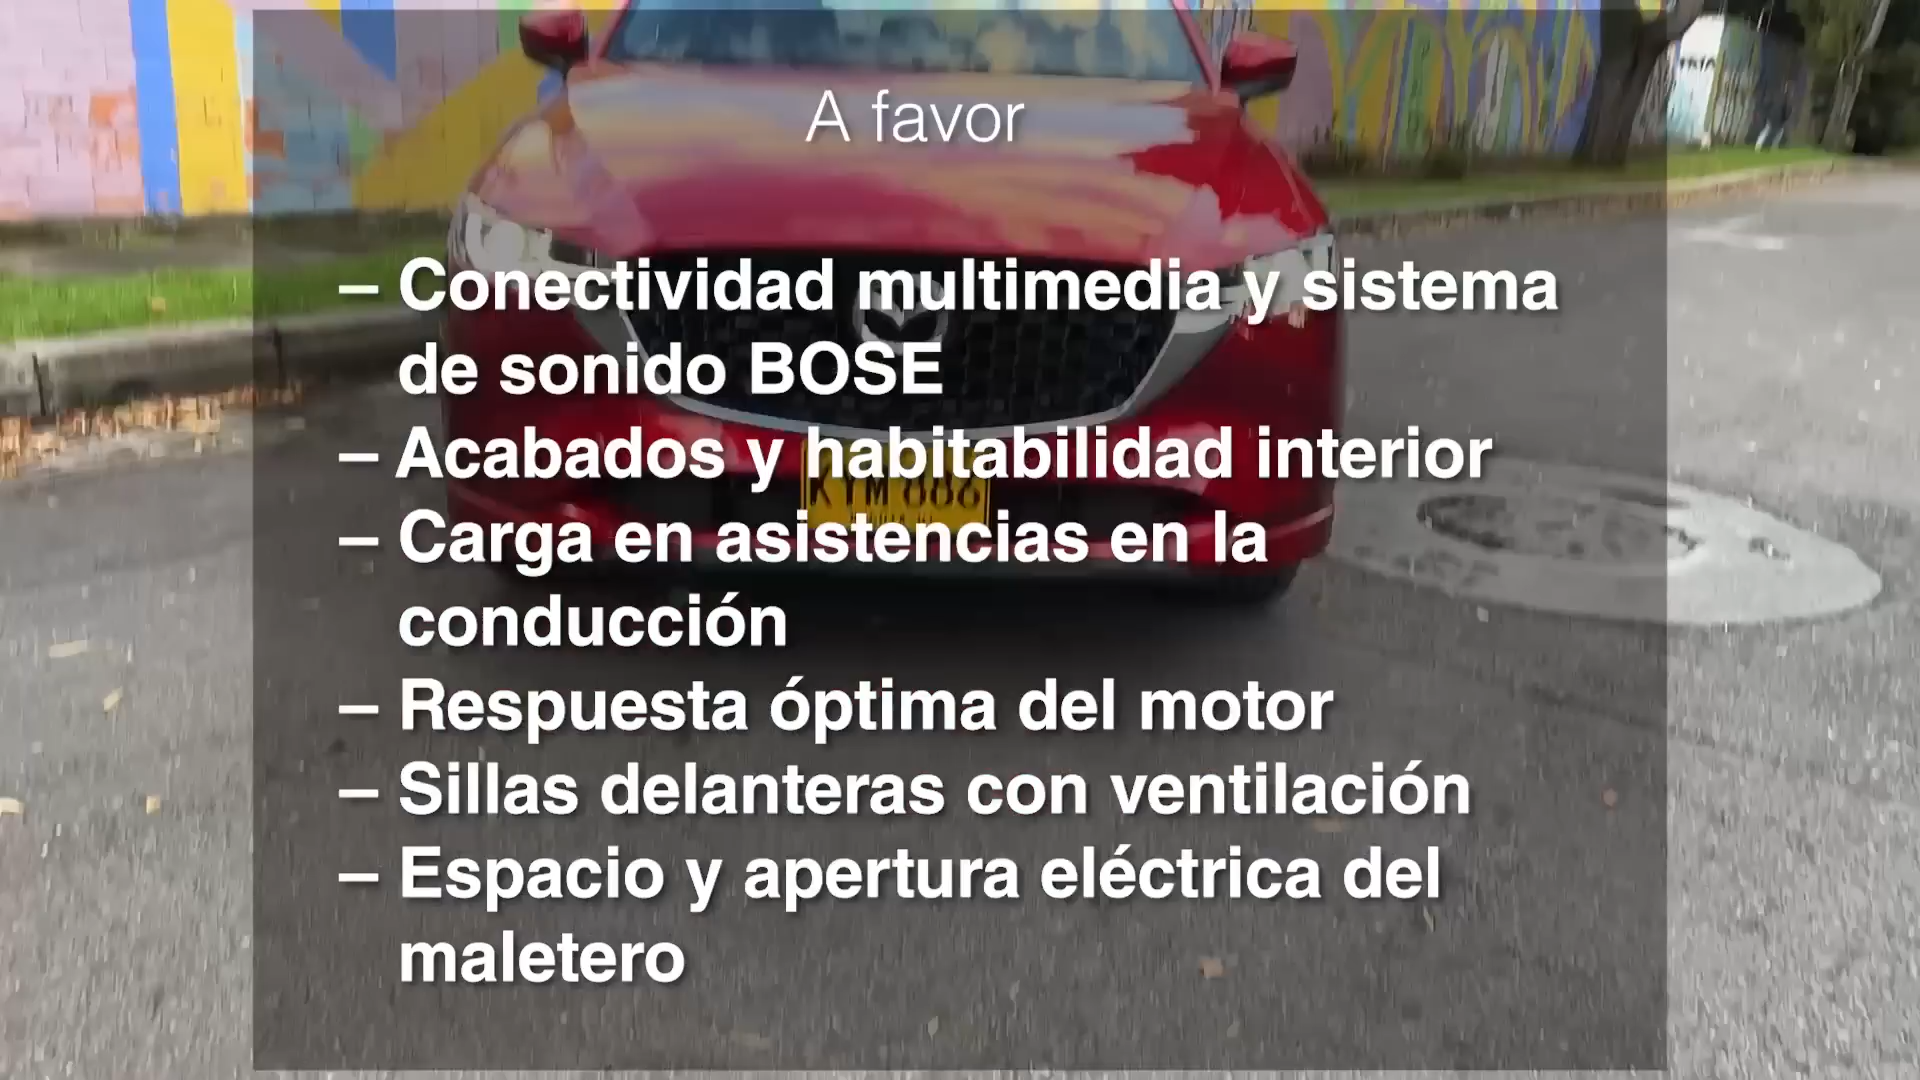 A favor
– Conectividad multimedia y sistema
de sonido BOSE
– Acabados y habitabilidad interior
– Carga en asistencias en la
conducción
– Respuesta óptima del motor
– Sillas delanteras con ventilación
– Espacio y apertura eléctrica del
maletero